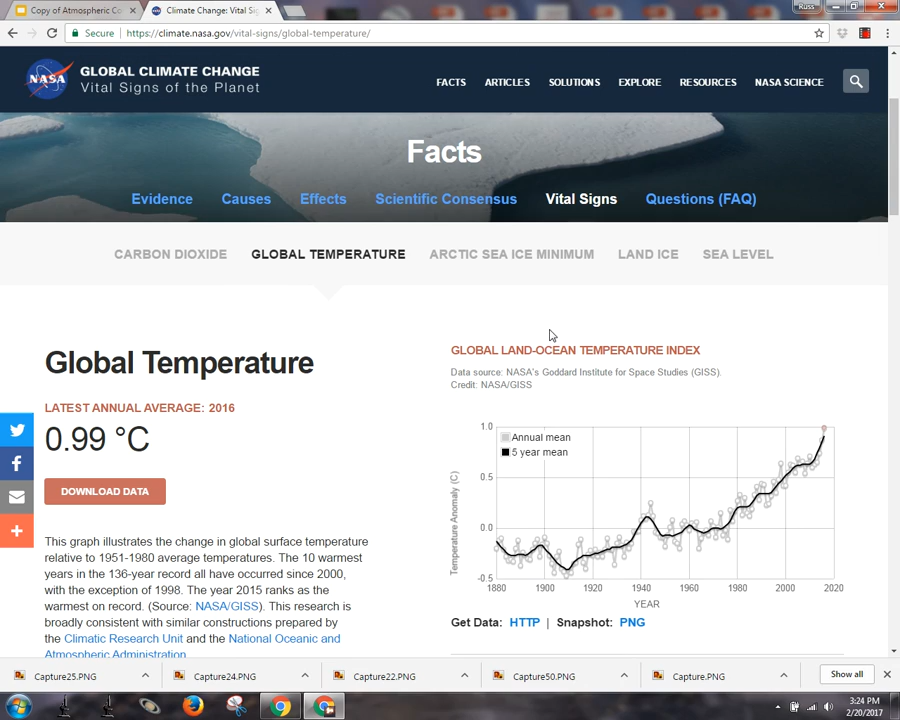 Copy of Atmospheric Co
Climate Change: Vital Sig
Russ
Secure
https://climate.nasa.gov/vital-signs/global-temperature/
NASA
GLOBAL CLIMATE CHANGE
Vital Signs of the Planet
FACTS ARTICLES SOLUTIONS EXPLORE RESOURCES NASA SCIENCE
Facts
Evidence Causes Effects Scientific Consensus Vital Signs Questions (FAQ)
CARBON DIOXIDE GLOBAL TEMPERATURE ARCTIC SEA ICE MINIMUM LAND ICE SEA LEVEL
Global Temperature
LATEST ANNUAL AVERAGE: 2016
0.99 °C
DOWNLOAD DATA
This graph illustrates the change in global surface temperature
relative to 1951-1980 average temperatures. The 10 warmest
years in the 136-year record all have occurred since 2000,
with the exception of 1998. The year 2015 ranks as the
warmest on record. (Source: NASA/GISS). This research is
broadly consistent with similar constructions prepared by
the Climatic Research Unit and the National Oceanic and
Atmospheric Administration.
GLOBAL LAND-OCEAN TEMPERATURE INDEX
Data source: NASA's Goddard Institute for Space Studies (GISS).
Credit: NASA/GISS
Annual mean
5 year mean
Temperature Anomaly (C)
1.0
0.5
0.0
-0.5
1880 1900 1920 1940 1960 1980 2000 2020
YEAR
Get Data: HTTP | Snapshot: PNG
Capture25.PNG Capture24.PNG Capture22.PNG Capture50.PNG Capture.PNG Show all
3:24 PM
2/20/2017